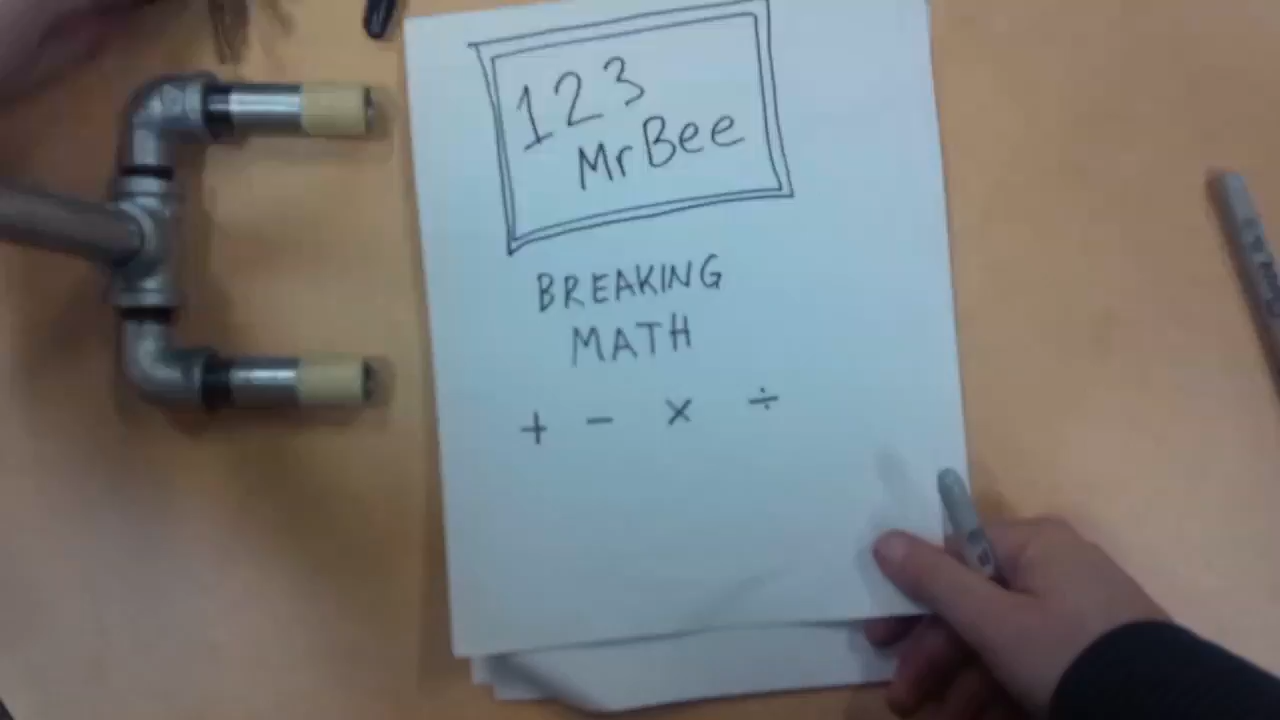 123
MrBee
BREAKING
MATH
+ - × ÷